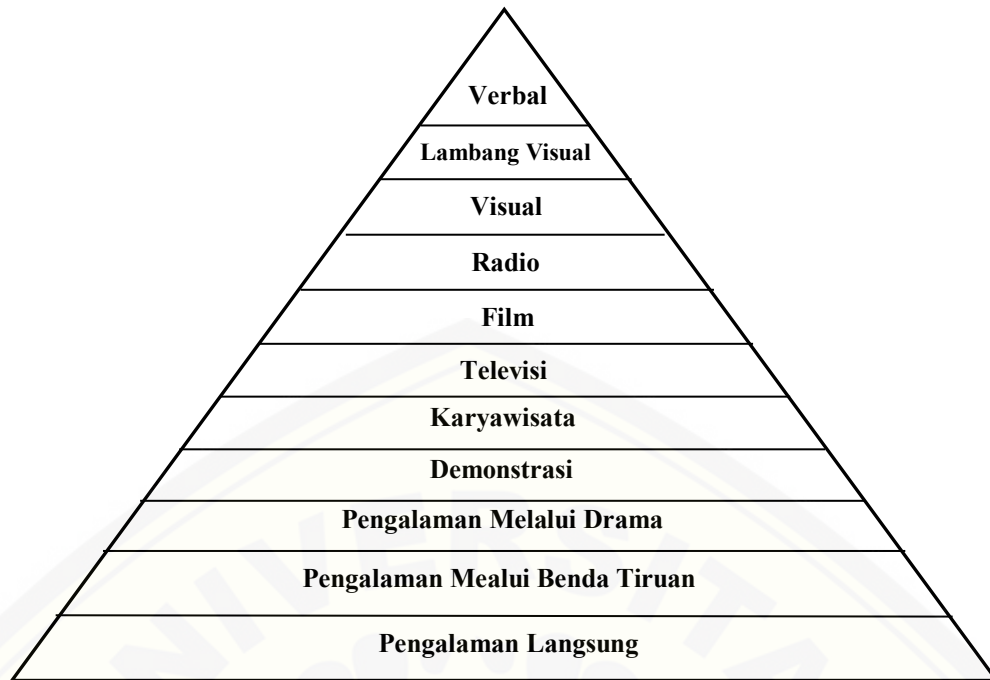 Verbal
Lambang Visual
Visual
Radio
Film
Televisi
Karyawisata
Demonstrasi
Pengalaman Melalui Drama
Pengalaman Mealui Benda Tiruan
Pengalaman Langsung